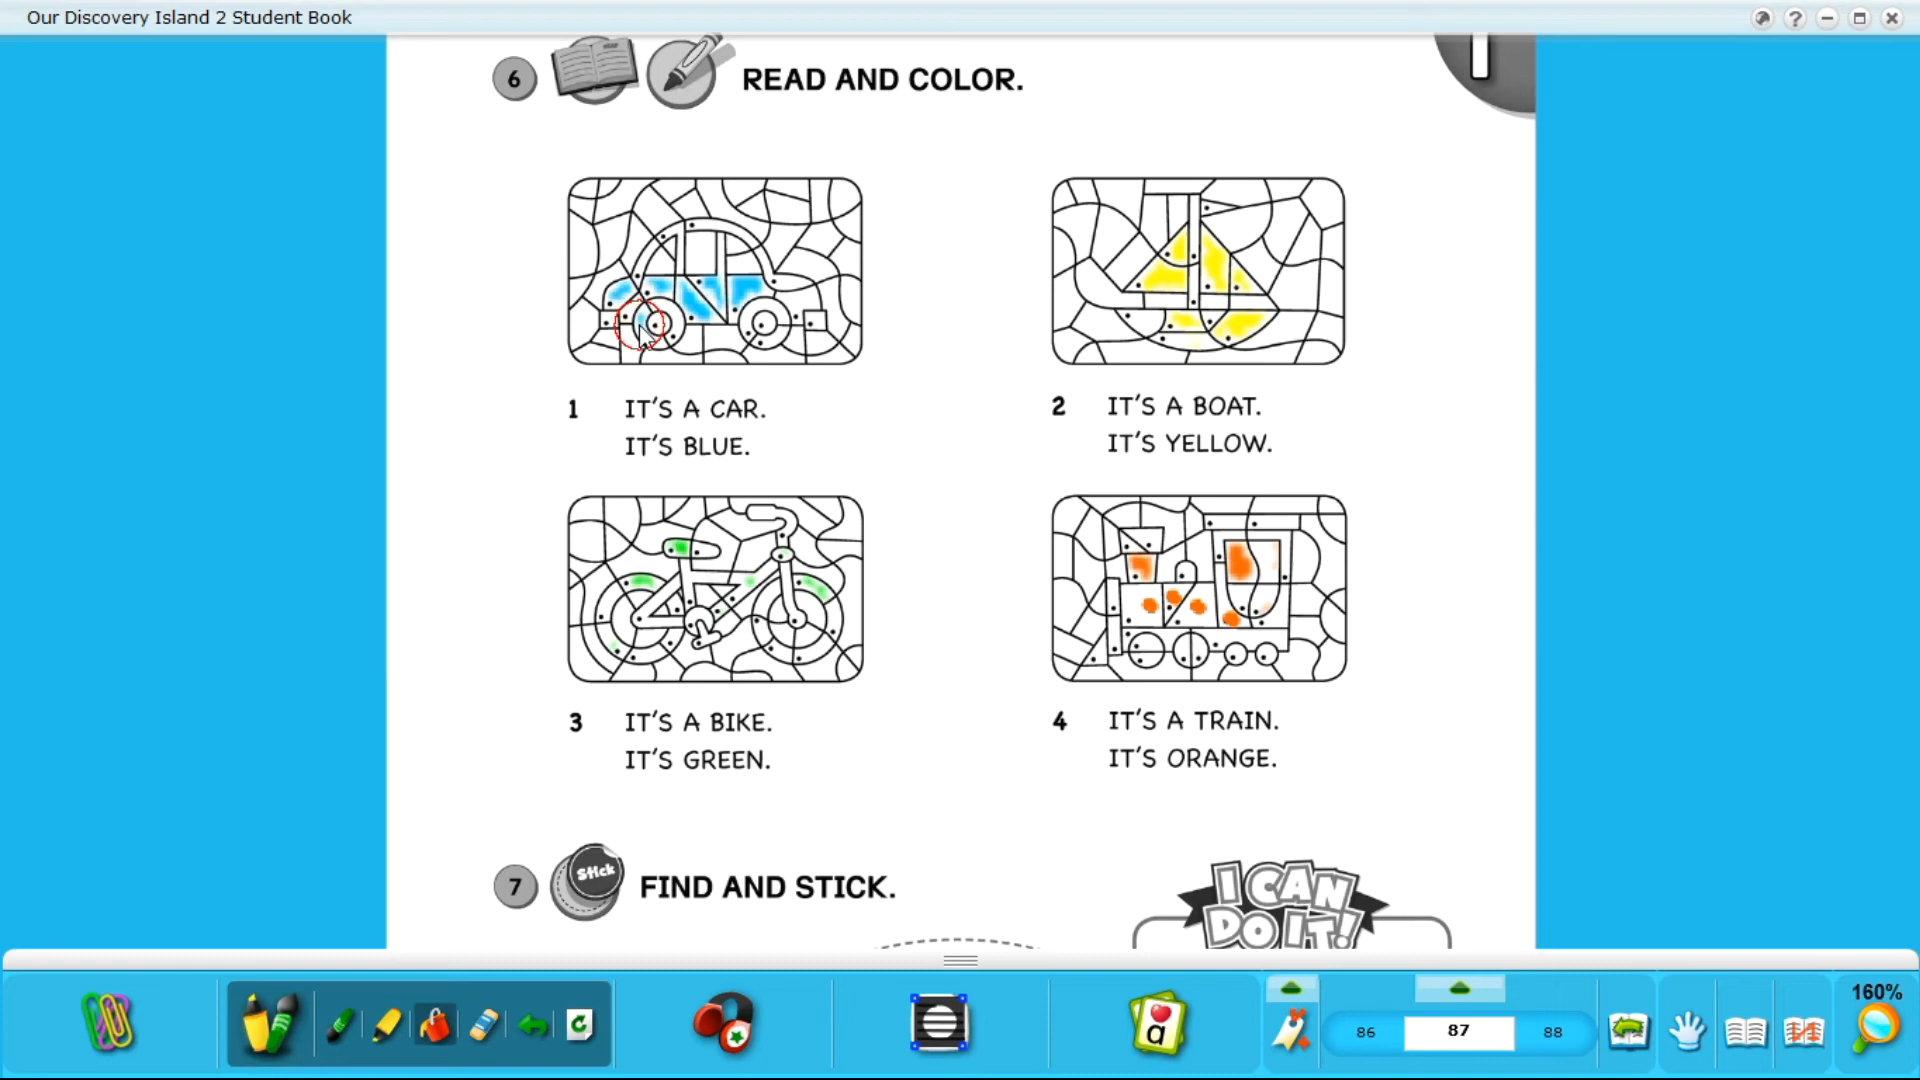 Our Discovery Island 2 Student Book
6 READ AND COLOR.
1
1 IT'S A CAR.
IT'S BLUE.
2 IT'S A BOAT.
IT'S YELLOW.
3 IT'S A BIKE.
IT'S GREEN.
4 IT'S A TRAIN.
IT'S ORANGE.
7 Stick FIND AND STICK.
I CAN
DO IT!
a
86 87 88
160%